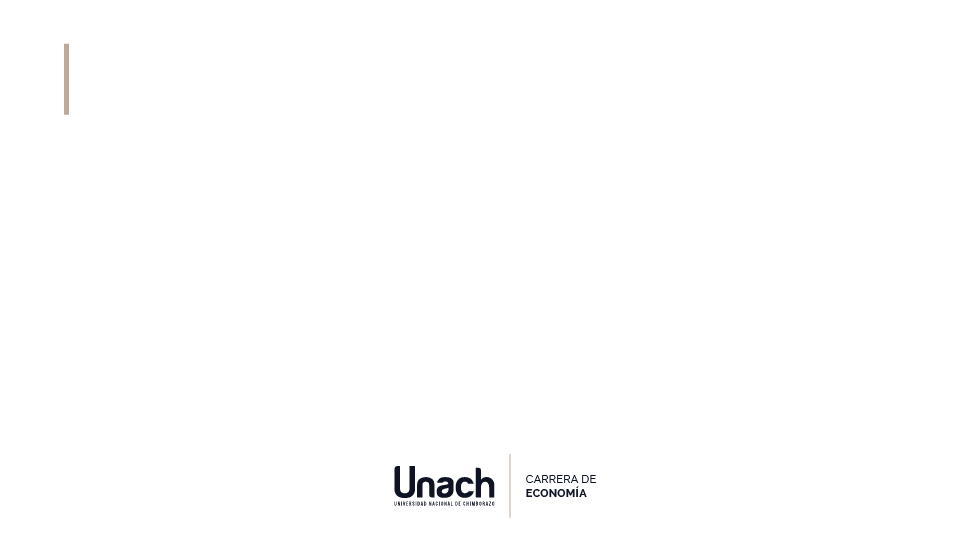 Unach
UNIVERSIDAD NACIONAL DE CHIMBORAZO
CARRERA DE
ECONOMÍA